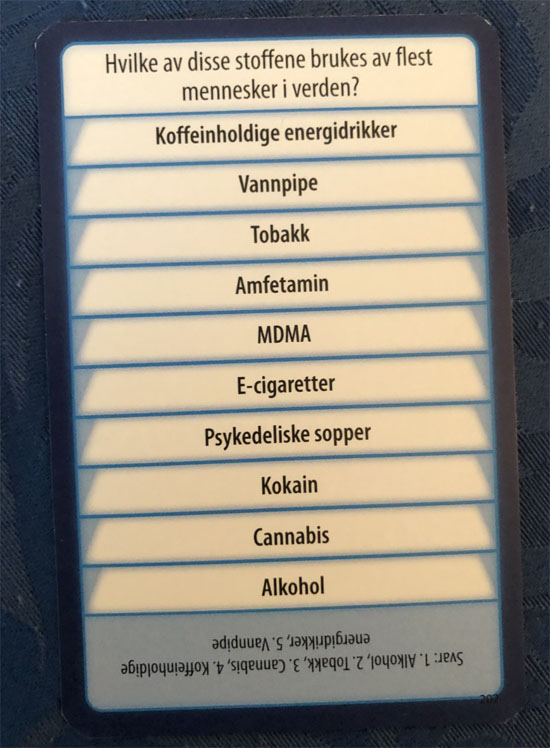 Hvilke av disse stoffene brukes av flest
mennesker i verden?
Koffeinholdige energidrikker
Vannpipe
Tobakk
Amfetamin
MDMA
E-cigaretter
Psykedeliske sopper
Kokain
Cannabis
Alkohol
Svar: 1. Alkohol, 2. Tobakk, 3. Cannabis, 4. Koffeinholdige
energidrikker, 5. Vannpipe